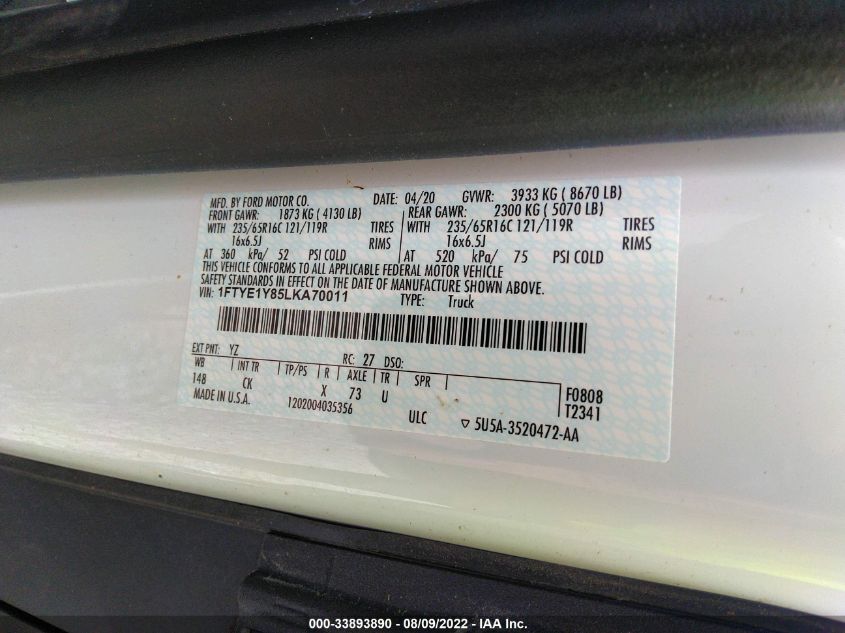 MFD. BY FORD MOTOR CO. DATE: 04/20 GVWR: 3933 KG ( 8670 LB)
FRONT GAWR: 1873 KG ( 4130 LB) REAR GAWR: 2300 KG ( 5070 LB)
WITH 235/65R16C 121/119R TIRES WITH 235/65R16C 121/119R TIRES
16x6.5J RIMS 16x6.5J RIMS
AT 360 kPa/ 52 PSI COLD AT 520 kPa/ 75 PSI COLD
THIS VEHICLE CONFORMS TO ALL APPLICABLE FEDERAL MOTOR VEHICLE
SAFETY STANDARDS IN EFFECT ON THE DATE OF MANUFACTURE SHOWN ABOVE.
VIN: 1FTYE1Y85LKA70011 TYPE: Truck
EXT PNT: YZ RC: 27 DSO:
WB INT TR TP/PS R AXLE TR SPR
148 CK X 73 U
F0808
T2341
MADE IN U.S.A. 1202004035356 ULC ▽ 5U5A-3520472-AA
000-33893890 - 08/09/2022 - IAA Inc.